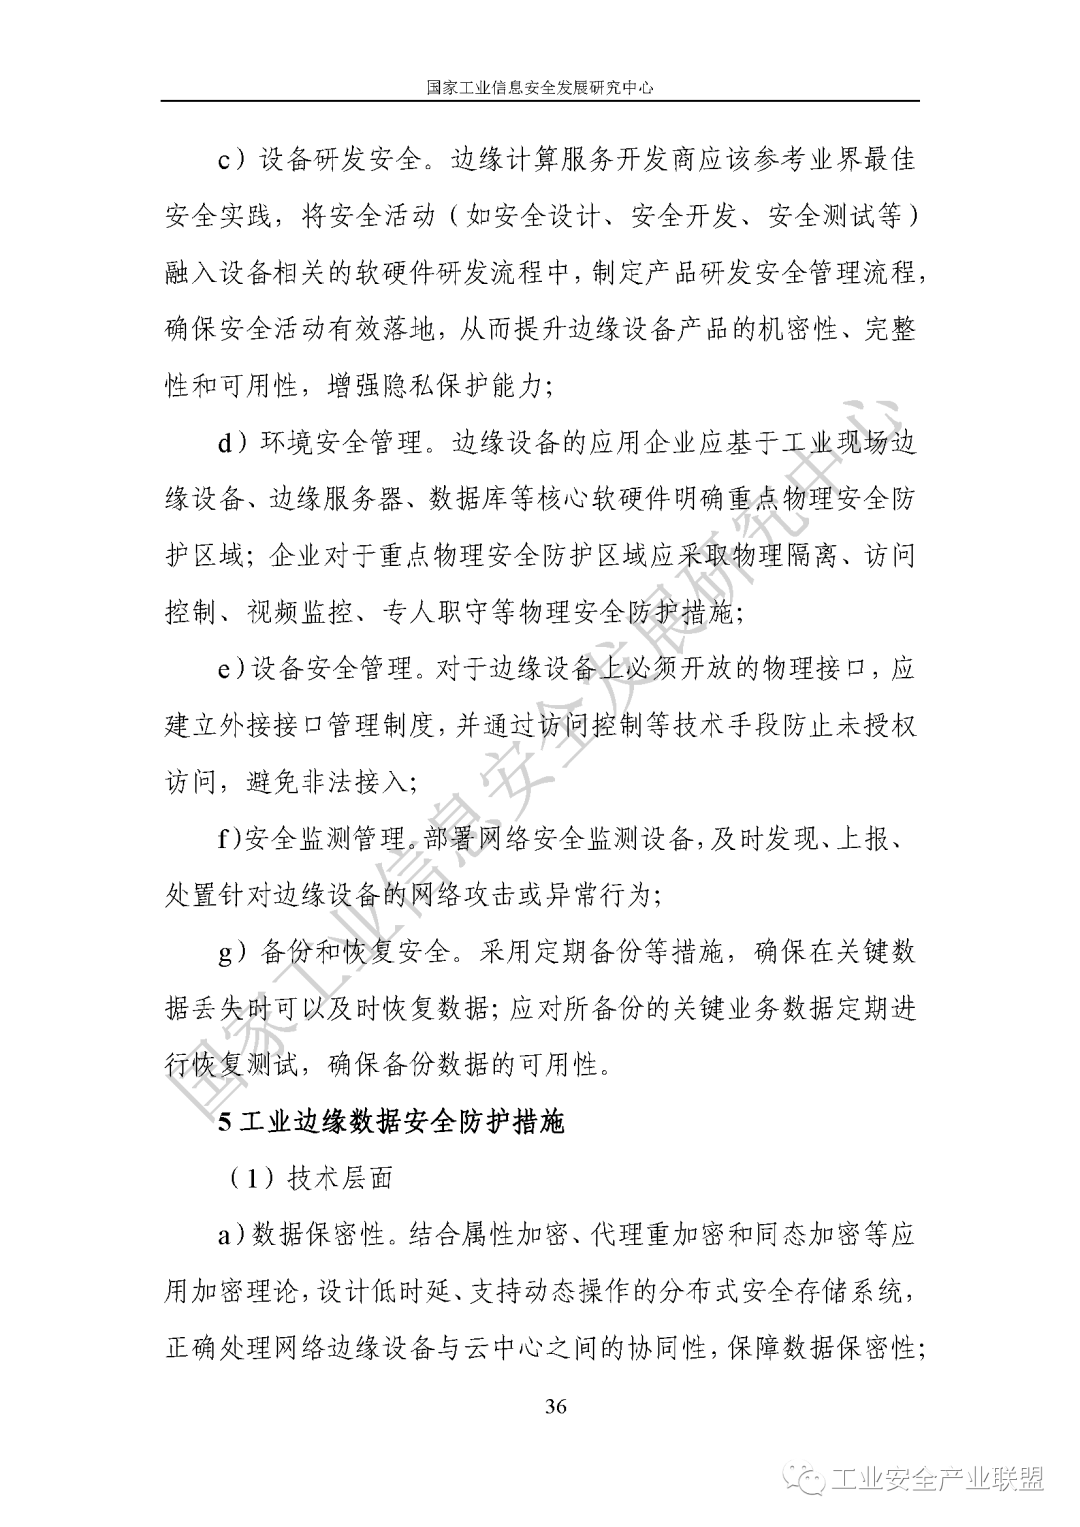 国家工业信息安全发展研究中心
c）设备研发安全。边缘计算服务开发商应该参考业界最佳
安全实践，将安全活动（如安全设计、安全开发、安全测试等）
融入设备相关的软硬件研发流程中，制定产品研发安全管理流程，
确保安全活动有效落地，从而提升边缘设备产品的机密性、完整
性和可用性，增强隐私保护能力；
d）环境安全管理。边缘设备的应用企业应基于工业现场边
缘设备、边缘服务器、数据库等核心软硬件明确重点物理安全防
护区域；企业对于重点物理安全防护区域应采取物理隔离、访问
控制、视频监控、专人职守等物理安全防护措施；
e）设备安全管理。对于边缘设备上必须开放的物理接口，应
建立外接接口管理制度，并通过访问控制等技术手段防止未授权
访问，避免非法接入；
f）安全监测管理。部署网络安全监测设备，及时发现、上报、
处置针对边缘设备的网络攻击或异常行为；
g）备份和恢复安全。采用定期备份等措施，确保在关键数
据丢失时可以及时恢复数据；应对所备份的关键业务数据定期进
行恢复测试，确保备份数据的可用性。
5 工业边缘数据安全防护措施
（1）技术层面
a）数据保密性。结合属性加密、代理重加密和同态加密等应
用加密理论，设计低时延、支持动态操作的分布式安全存储系统，
正确处理网络边缘设备与云中心之间的协同性，保障数据保密性；
36
国家工业信息安全发展研究中心
工业安全产业联盟